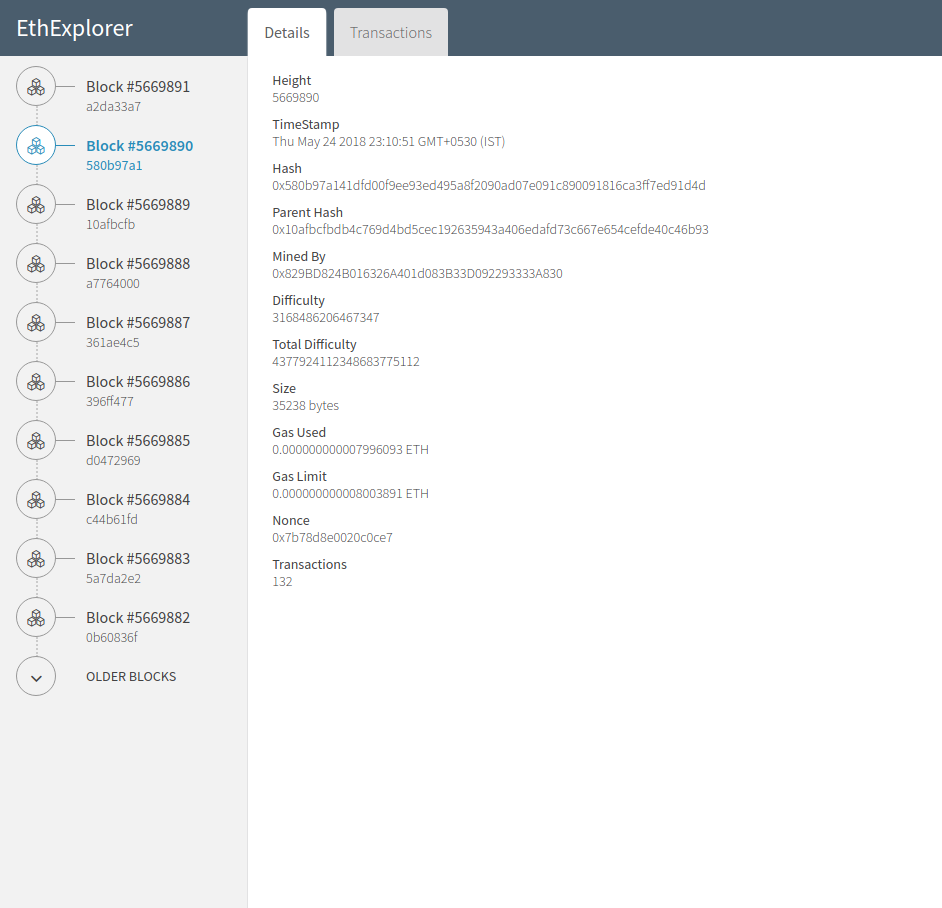 EthExplorer
Details
Transactions
Block #5669891
a2da33a7
Block #5669890
580b97a1
Block #5669889
10afbcfb
Block #5669888
a7764000
Block #5669887
361ae4c5
Block #5669886
396ff477
Block #5669885
d0472969
Block #5669884
c44b61fd
Block #5669883
5a7da2e2
Block #5669882
0b60836f
OLDER BLOCKS
Height
5669890
TimeStamp
Thu May 24 2018 23:10:51 GMT+0530 (IST)
Hash
0x580b97a141dfd00f9ee93ed495a8f2090ad07e091c890091816ca3ff7ed91d4d
Parent Hash
0x10afbcfbdb4c769d4bd5cec192635943a406edafd73c667e654cefde40c46b93
Mined By
0x829BD824B016326A401d083B33D092293333A830
Difficulty
3168486206467347
Total Difficulty
4377924112348683775112
Size
35238 bytes
Gas Used
0.000000000007996093 ETH
Gas Limit
0.000000000008003891 ETH
Nonce
0x7b78d8e0020c0ce7
Transactions
132